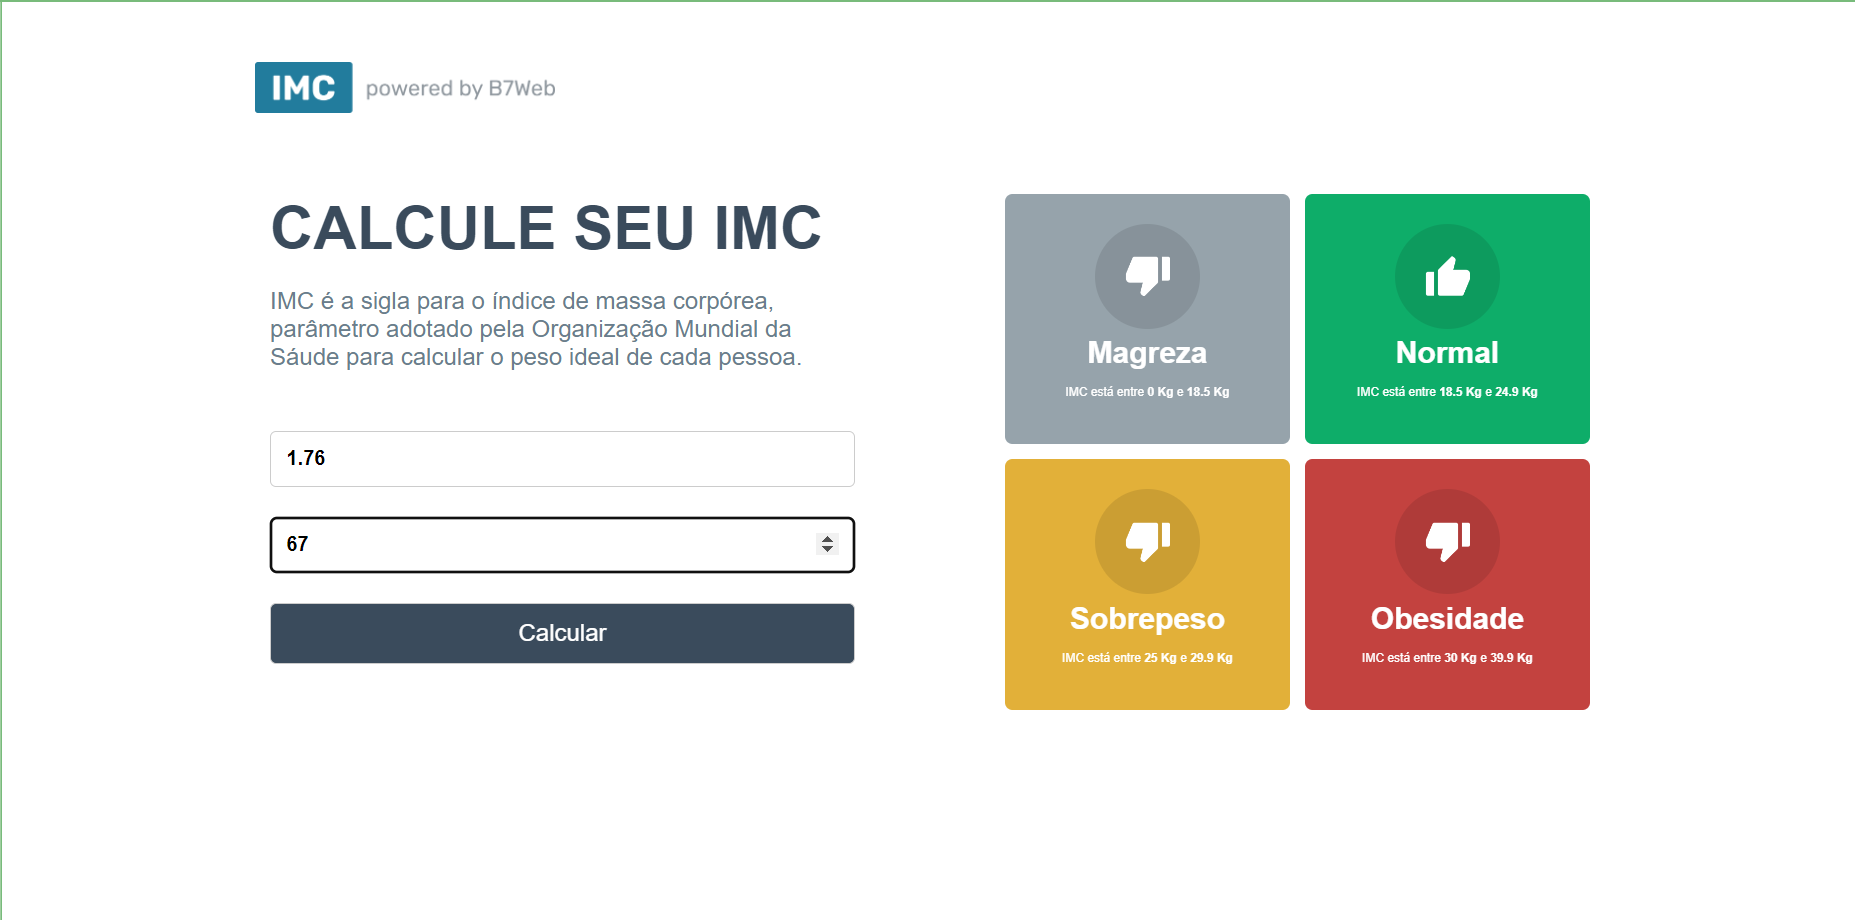 IMC powered by B7Web
CALCULE SEU IMC
IMC é a sigla para o índice de massa corpórea,
parâmetro adotado pela Organização Mundial da
Sáude para calcular o peso ideal de cada pessoa.
1.76
67
Calcular
Magreza
IMC está entre 0 Kg e 18.5 Kg
Normal
IMC está entre 18.5 Kg e 24.9 Kg
Sobrepeso
IMC está entre 25 Kg e 29.9 Kg
Obesidade
IMC está entre 30 Kg e 39.9 Kg